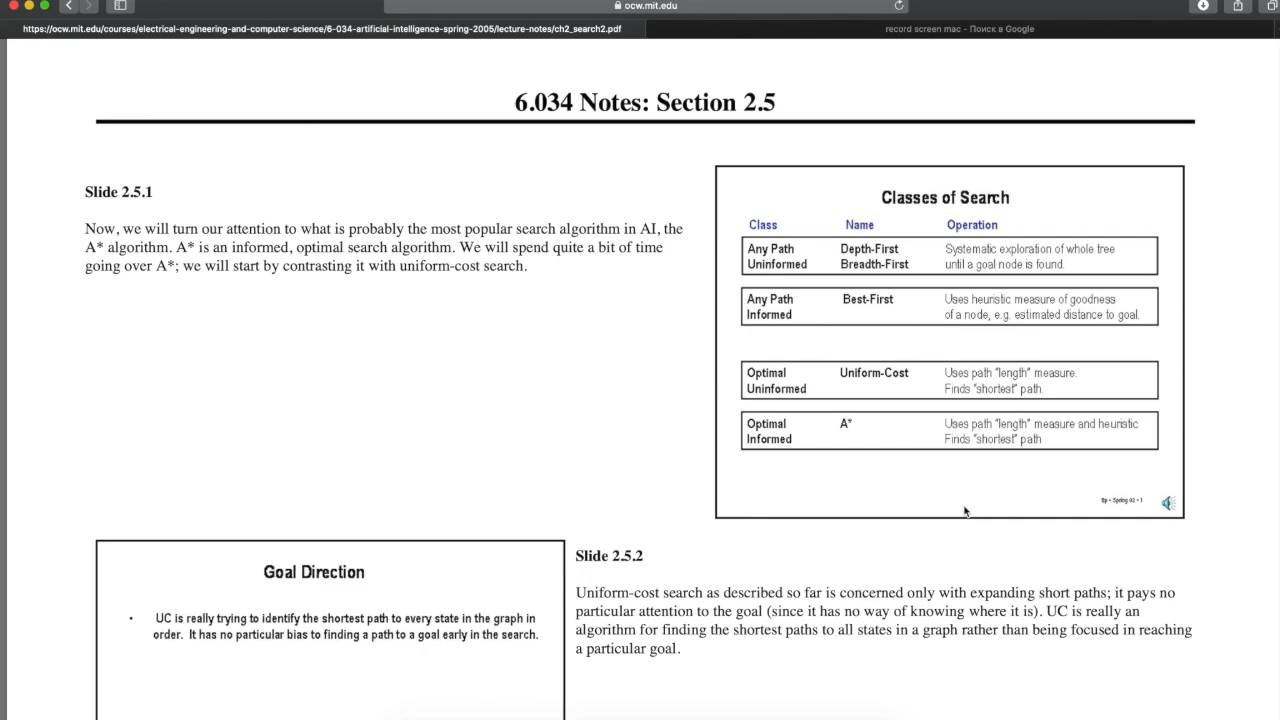 ocw.mit.edu
https://ocw.mit.edu/courses/electrical-engineering-and-computer-science/6-034-artificial-intelligence-spring-2005/lecture-notes/ch2_search2.pdf
record screen mac - Поиск в Google
6.034 Notes: Section 2.5
Slide 2.5.1
Now, we will turn our attention to what is probably the most popular search algorithm in AI, the
A* algorithm. A* is an informed, optimal search algorithm. We will spend quite a bit of time
going over A*; we will start by contrasting it with uniform-cost search.
Classes of Search
Class Name Operation
Any Path Depth-First Systematic exploration of whole tree
Uninformed Breadth-First until a goal node is found.
Any Path Best-First Uses heuristic measure of goodness
Informed of a node, e.g. estimated distance to goal.
Optimal Uniform-Cost Uses path "length" measure.
Uninformed Finds "shortest" path.
Optimal A* Uses path "length" measure and heuristic
Informed Finds "shortest" path
tlp • Spring 02 • 1
Goal Direction
• UC is really trying to identify the shortest path to every state in the graph in
order. It has no particular bias to finding a path to a goal early in the search.
Slide 2.5.2
Uniform-cost search as described so far is concerned only with expanding short paths; it pays no
particular attention to the goal (since it has no way of knowing where it is). UC is really an
algorithm for finding the shortest paths to all states in a graph rather than being focused in reaching
a particular goal.